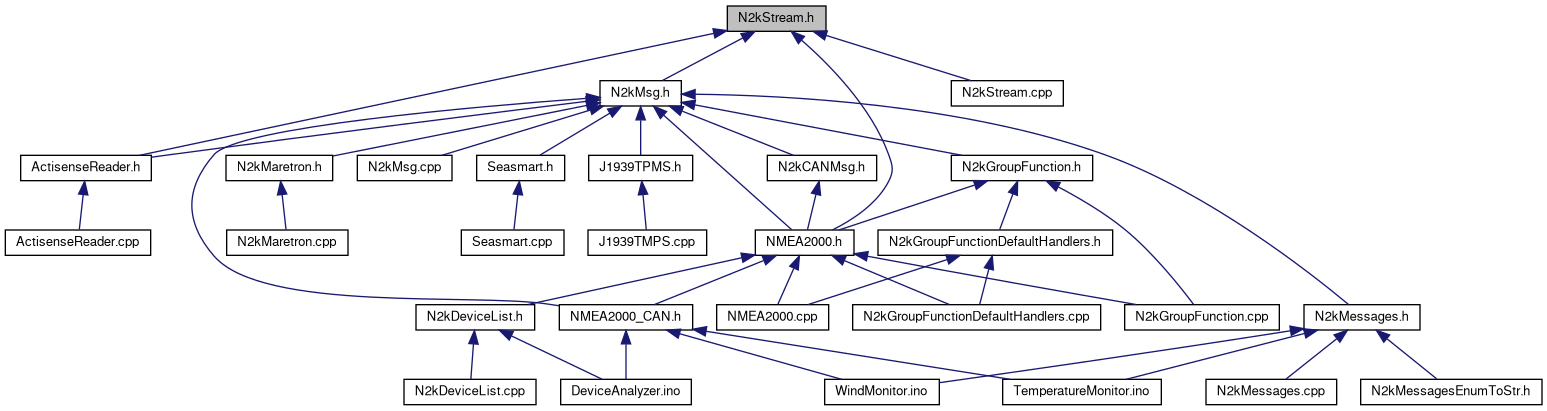 N2kStream.h
N2kMsg.h
N2kStream.cpp
ActisenseReader.h
N2kMaretron.h
N2kMsg.cpp
Seasmart.h
J1939TPMS.h
N2kCANMsg.h
N2kGroupFunction.h
ActisenseReader.cpp
N2kMaretron.cpp
Seasmart.cpp
J1939TMPS.cpp
NMEA2000.h
N2kGroupFunctionDefaultHandlers.h
N2kDeviceList.h
NMEA2000_CAN.h
NMEA2000.cpp
N2kGroupFunctionDefaultHandlers.cpp
N2kGroupFunction.cpp
N2kMessages.h
N2kDeviceList.cpp
DeviceAnalyzer.ino
WindMonitor.ino
TemperatureMonitor.ino
N2kMessages.cpp
N2kMessagesEnumToStr.h